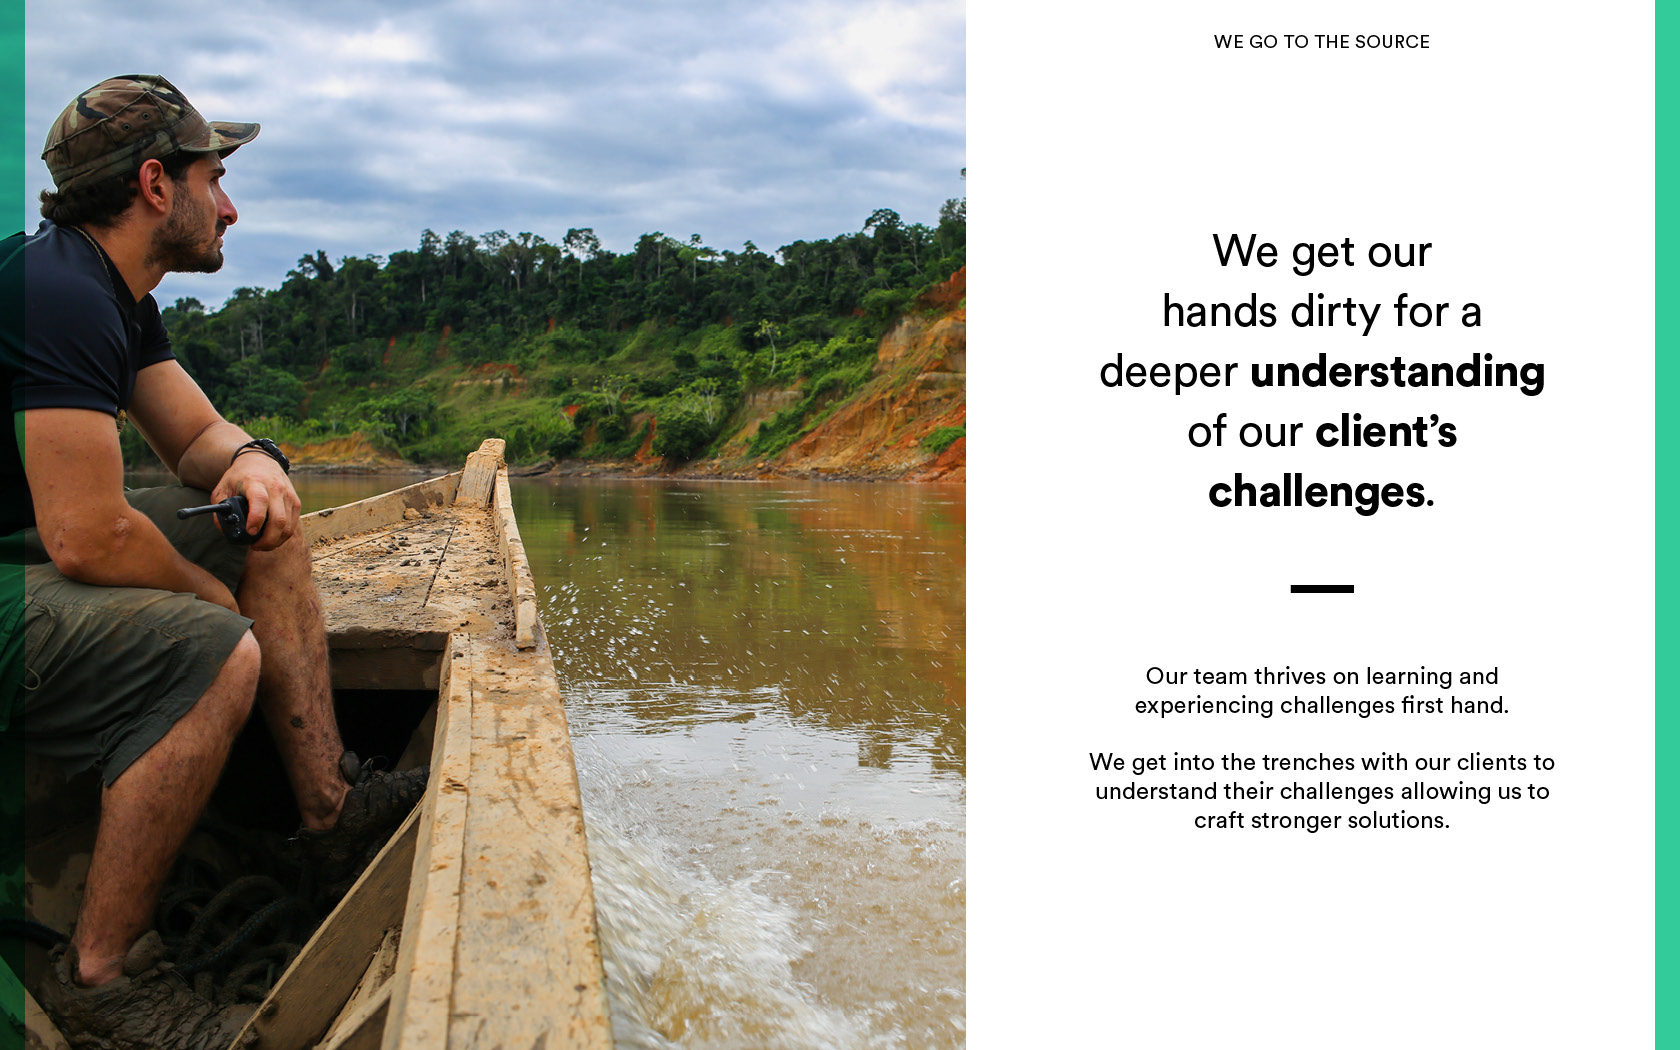 WE GO TO THE SOURCE
We get our
hands dirty for a
deeper understanding
of our client’s
challenges.
Our team thrives on learning and
experiencing challenges first hand.
We get into the trenches with our clients to
understand their challenges allowing us to
craft stronger solutions.